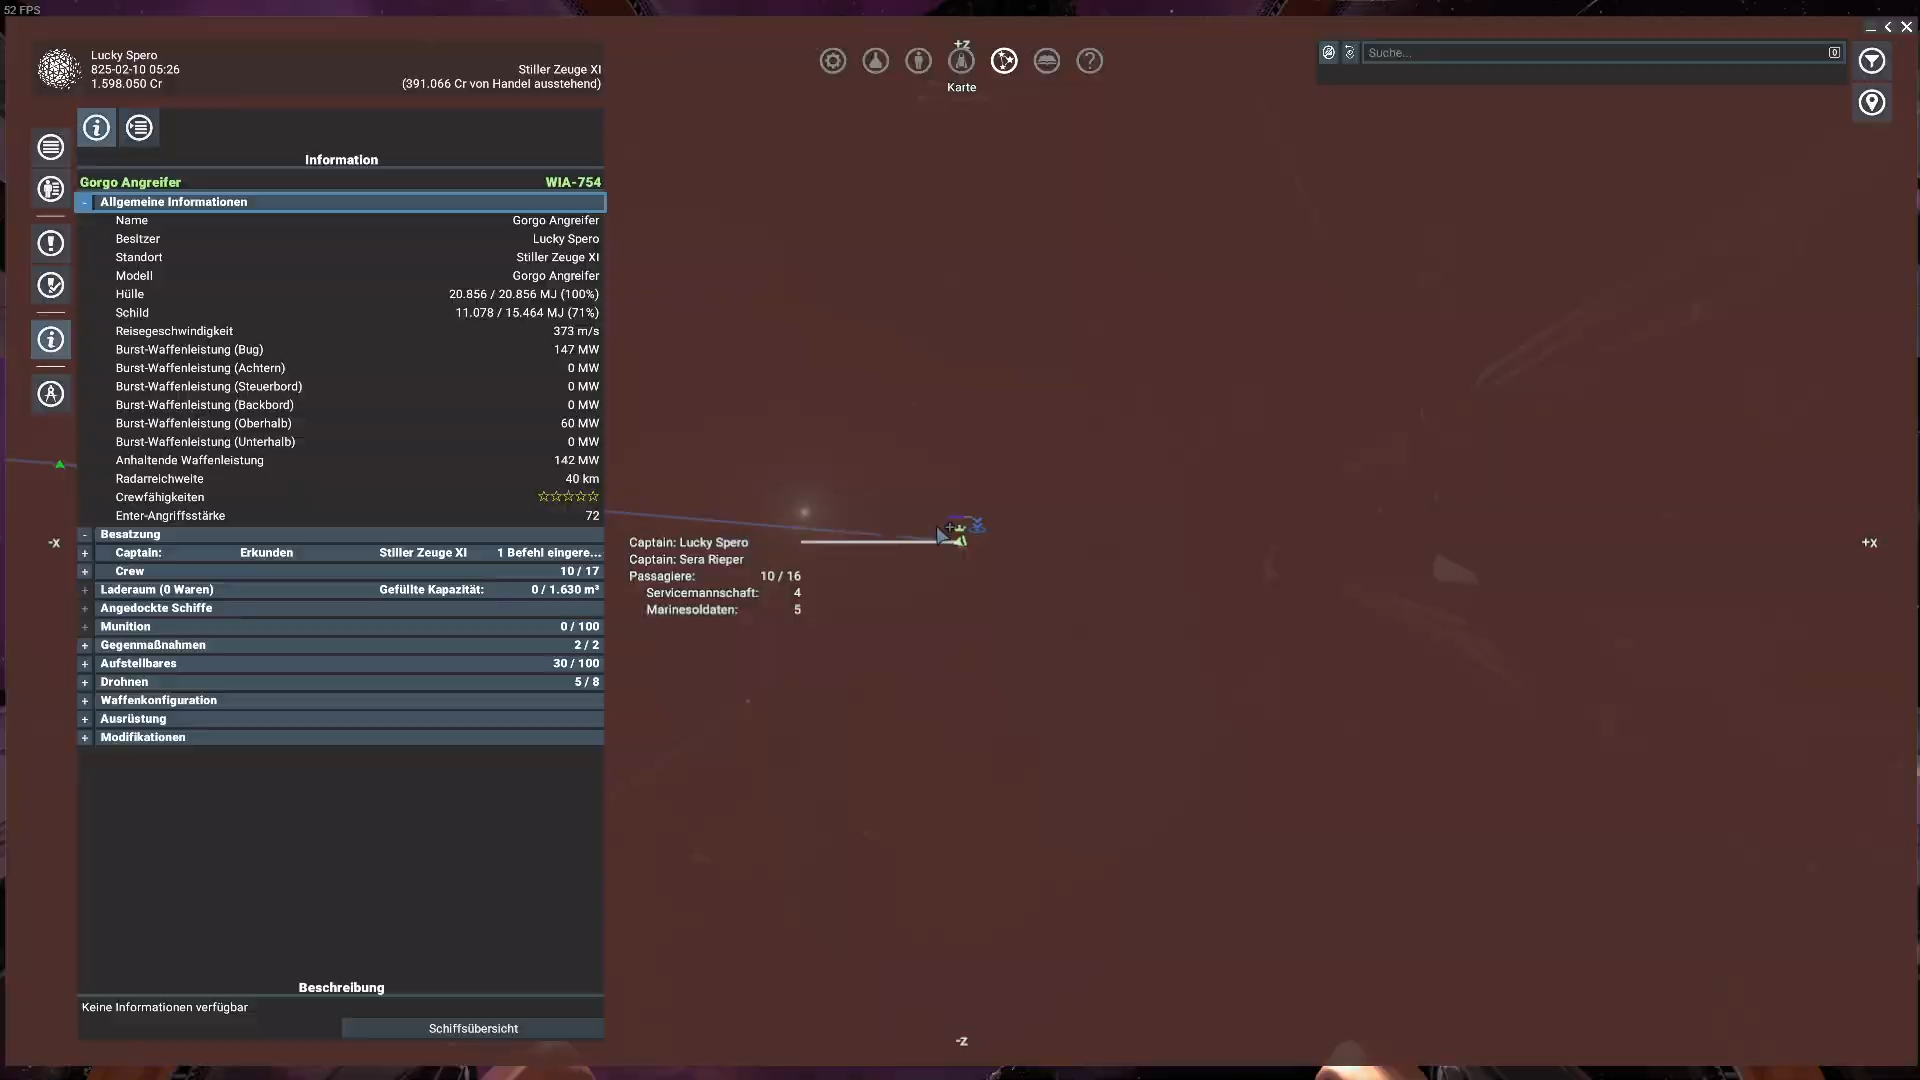 52 FPS
Lucky Spero
825-02-10 05:26
1.598.050 Cr
Stiller Zeuge XI
(391.066 Cr von Handel ausstehend)
+Z
Karte
Suche...
0
Information
Gorgo Angreifer WIA-754
- Allgemeine Informationen
Name Gorgo Angreifer
Besitzer Lucky Spero
Standort Stiller Zeuge XI
Modell Gorgo Angreifer
Hülle 20.856 / 20.856 MJ (100%)
Schild 11.078 / 15.464 MJ (71%)
Reisegeschwindigkeit 373 m/s
Burst-Waffenleistung (Bug) 147 MW
Burst-Waffenleistung (Achtern) 0 MW
Burst-Waffenleistung (Steuerbord) 0 MW
Burst-Waffenleistung (Backbord) 0 MW
Burst-Waffenleistung (Oberhalb) 60 MW
Burst-Waffenleistung (Unterhalb) 0 MW
Anhaltende Waffenleistung 142 MW
Radarreichweite 40 km
Crewfähigkeiten ☆☆☆☆☆
Enter-Angriffsstärke 72
- Besatzung
+ Captain: Erkunden Stiller Zeuge XI 1 Befehl eingere...
+ Crew 10 / 17
+ Laderaum (0 Waren) Gefüllte Kapazität: 0 / 1.630 m³
+ Angedockte Schiffe
+ Munition 0 / 100
+ Gegenmaßnahmen 2 / 2
+ Aufstellbares 30 / 100
+ Drohnen 5 / 8
+ Waffenkonfiguration
+ Ausrüstung
+ Modifikationen
Beschreibung
Keine Informationen verfügbar
Schiffsübersicht
-X
Captain: Lucky Spero
Captain: Sera Rieper
Passagiere: 10 / 16
Servicemannschaft: 4
Marinesoldaten: 5
+X
-Z